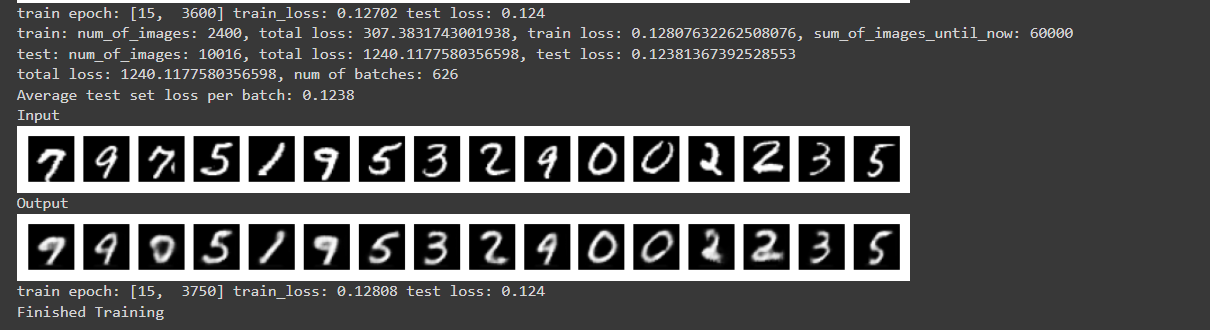 train epoch: [15,  3600] train_loss: 0.12702 test loss: 0.124
train: num_of_images: 2400, total loss: 307.3831743001938, train loss: 0.12807632262508076, sum_of_images_until_now: 60000
test: num_of_images: 10016, total loss: 1240.1177580356598, test loss: 0.12381367392528553
total loss: 1240.1177580356598, num of batches: 626
Average test set loss per batch: 0.1238
Input
7 9 7 5 1 9 5 3 2 9 0 0 2 2 3 5
Output
9 9 0 5 1 9 5 3 2 9 0 0 2 2 3 5
train epoch: [15,  3750] train_loss: 0.12808 test loss: 0.124
Finished Training